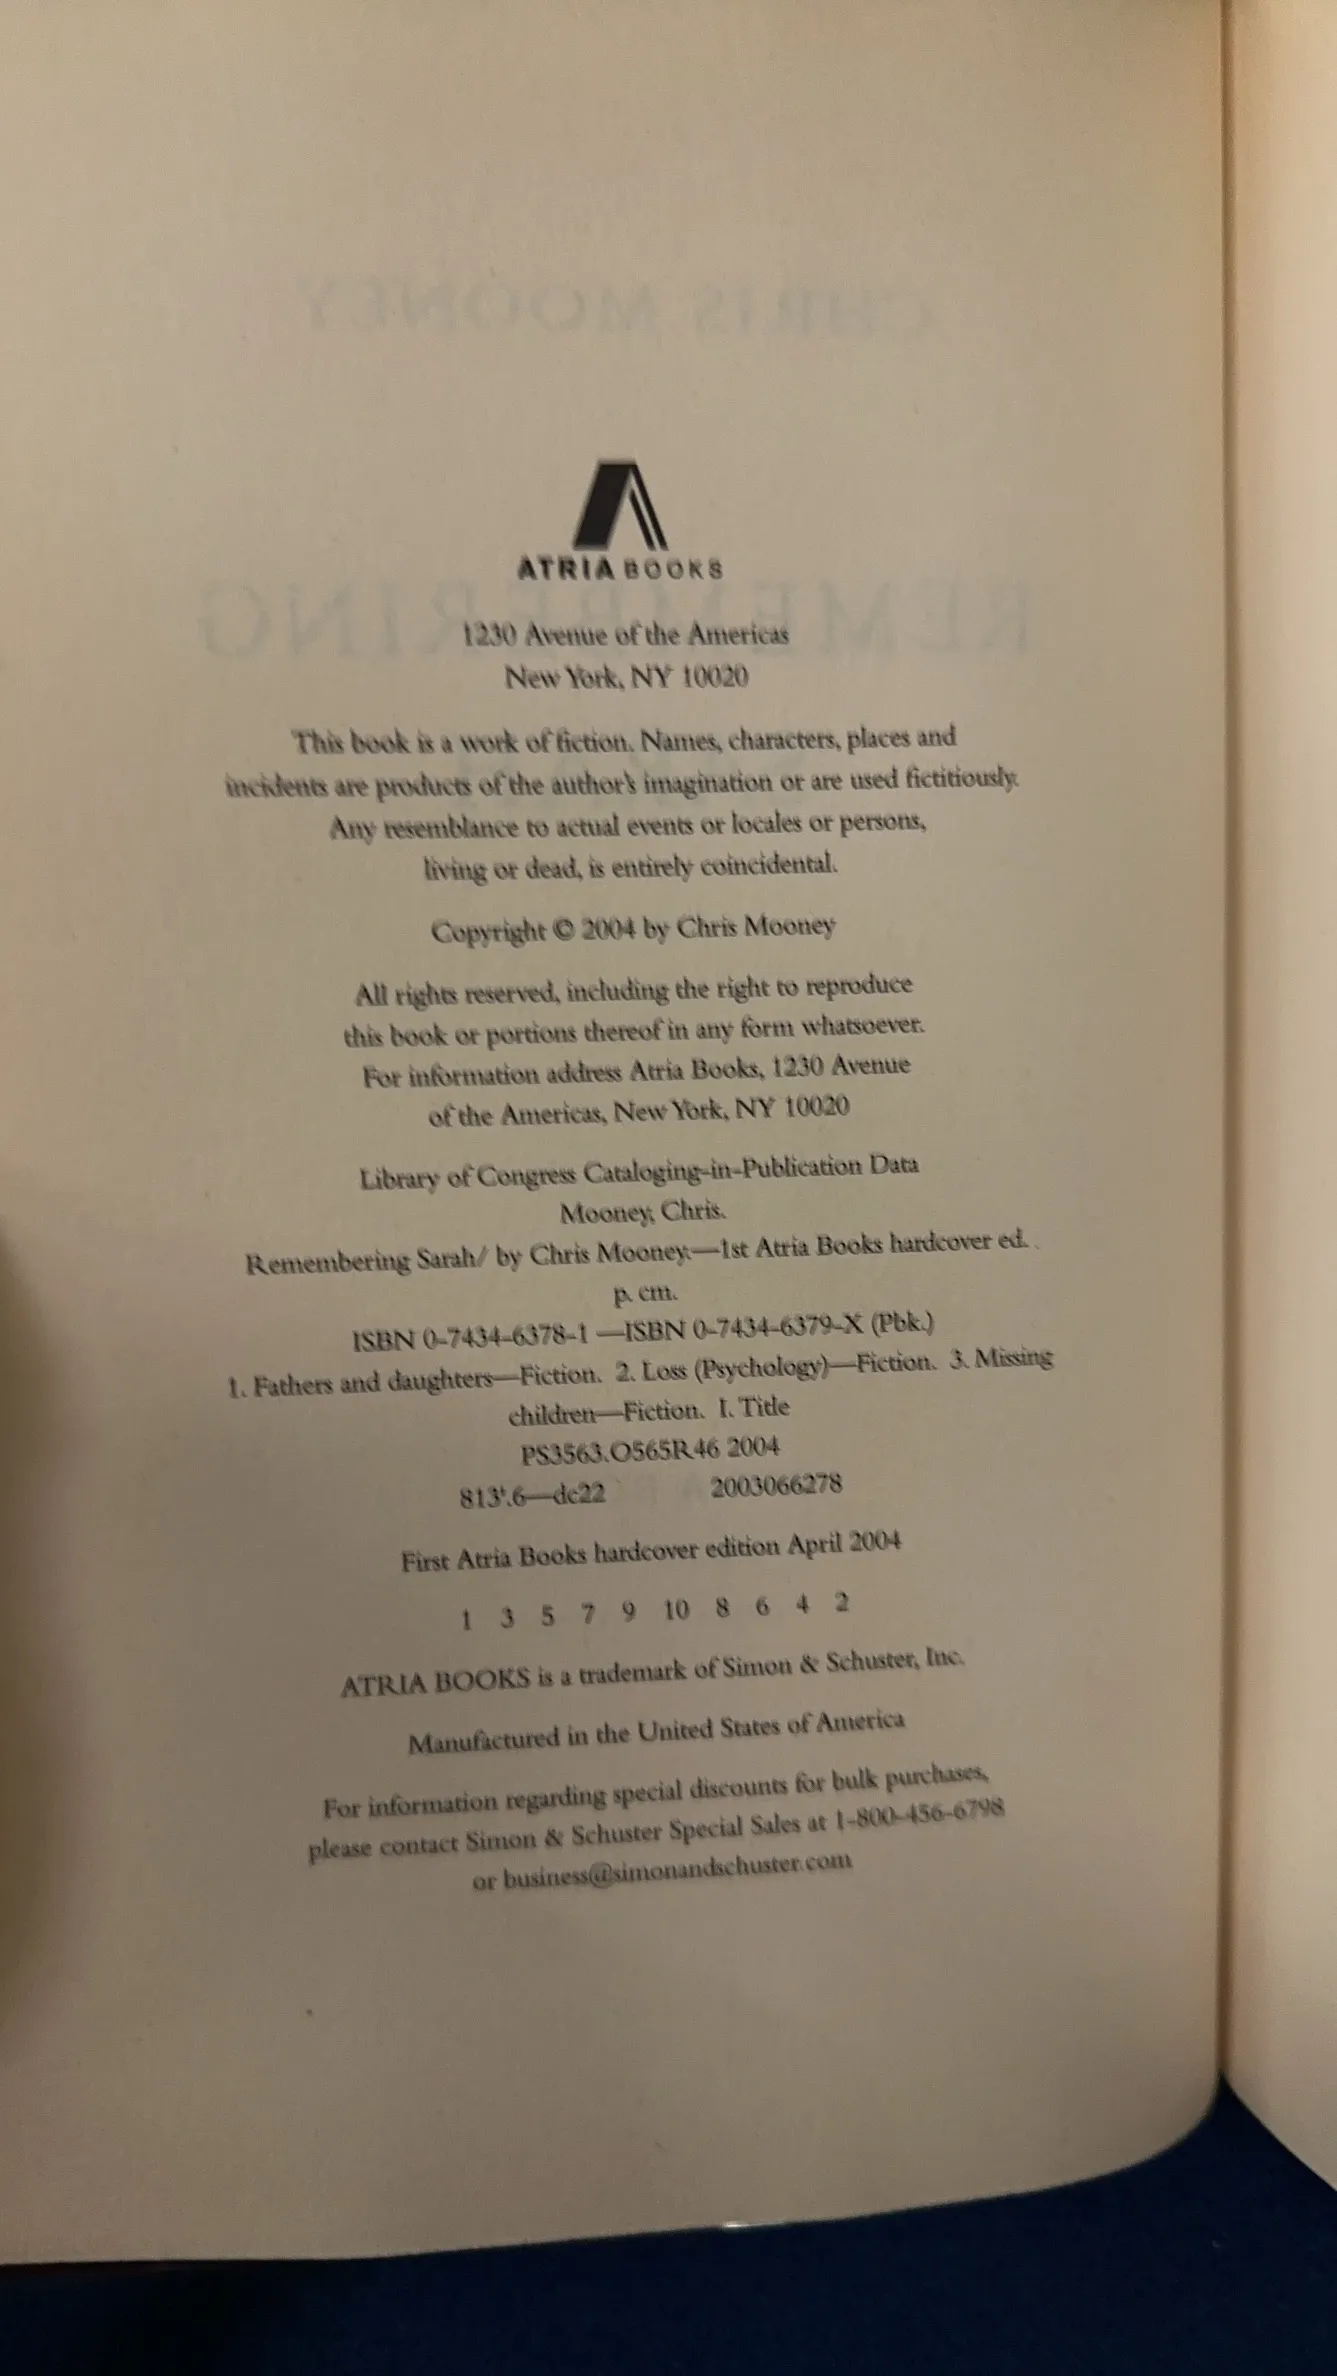 CHRIS MOONEY
ATRIA BOOKS
REMEMBERING
1230 Avenue of the Americas
New York, NY 10020
This book is a work of fiction. Names, characters, places and
incidents are products of the author's imagination or are used fictitiously.
Any resemblance to actual events or locales or persons,
living or dead, is entirely coincidental.
Copyright © 2004 by Chris Mooney
All rights reserved, including the right to reproduce
this book or portions thereof in any form whatsoever.
For information address Atria Books, 1230 Avenue
of the Americas, New York, NY 10020
Library of Congress Cataloging-in-Publication Data
Mooney, Chris.
Remembering Sarah/ by Chris Mooney.—1st Atria Books hardcover ed.
p. cm.
ISBN 0-7434-6378-1 —ISBN 0-7434-6379-X (Pbk.)
1. Fathers and daughters—Fiction. 2. Loss (Psychology)—Fiction. 3. Missing
children—Fiction. I. Title
PS3563.O565R46 2004
813'.6—dc22 2003066278
First Atria Books hardcover edition April 2004
1 3 5 7 9 10 8 6 4 2
ATRIA BOOKS is a trademark of Simon & Schuster, Inc.
Manufactured in the United States of America
For information regarding special discounts for bulk purchases,
please contact Simon & Schuster Special Sales at 1-800-456-6798
or business@simonandschuster.com